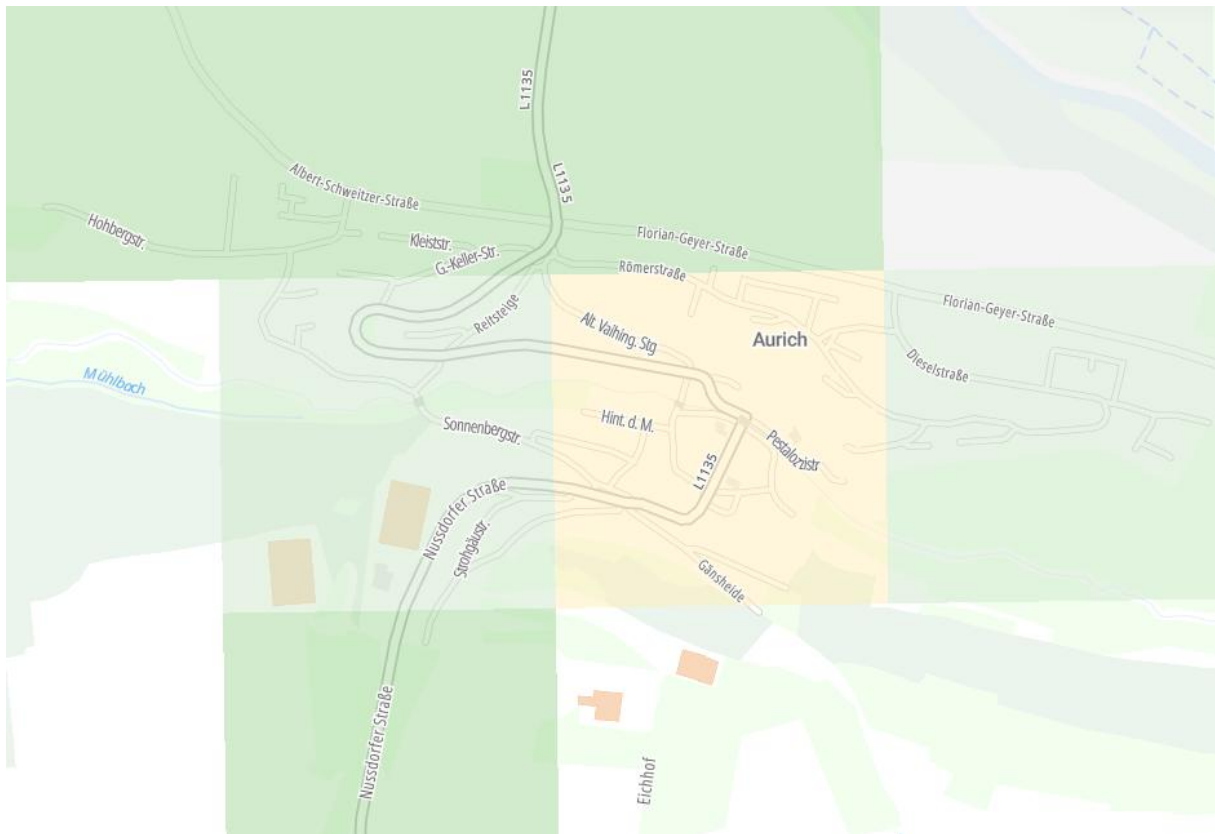 L1135
L1135
Albert-Schweitzer-Straße
Hohbergstr.
Kleiststr.
G.-Keller-Str.
Florian-Geyer-Straße
Römerstraße
Florian-Geyer-Straße
Reitsteige
Alt. Vaihing. Stg
Aurich
Dieselstraße
Mühlbach
Sonnenbergstr.
Hint. d. M.
Pestalozzistr
L1135
Nussdorfer Straße
Strohgäustr.
Gänsheide
Nussdorfer Straße
Eichhof